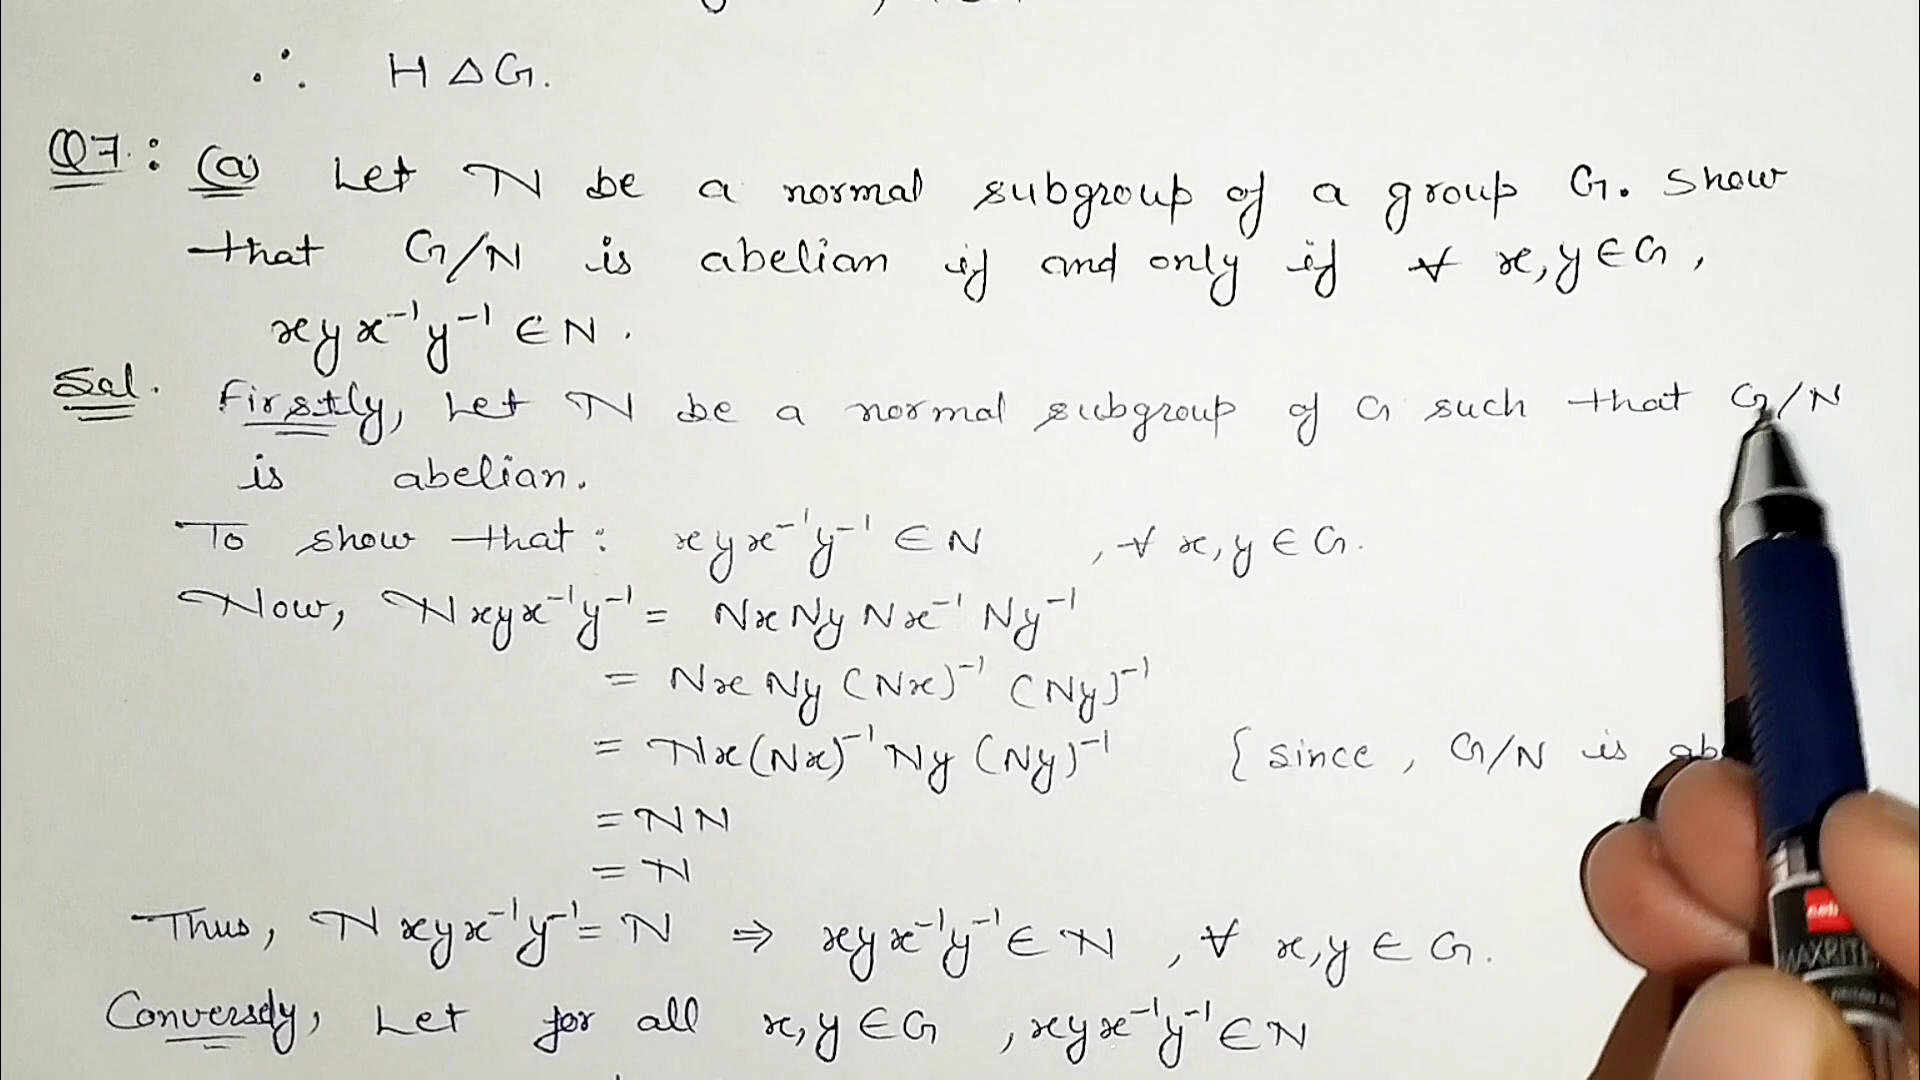 ∴ H Δ G.
Q7: (a) Let N be a normal subgroup of a group G. Show
that G/N is abelian if and only if ∀ x, y ∈ G,
xyx⁻¹y⁻¹ ∈ N.
Sol. Firstly, Let N be a normal subgroup of G such that G/N
is abelian.
To show that: xyx⁻¹y⁻¹ ∈ N , ∀ x, y ∈ G.
Now, Nxyx⁻¹y⁻¹ = Nx Ny Nx⁻¹ Ny⁻¹
= Nx Ny (Nx)⁻¹ (Ny)⁻¹
= Nx(Nx)⁻¹ Ny (Ny)⁻¹ {since, G/N is
= NN
= N
Thus, Nxyx⁻¹y⁻¹ = N ⇒ xyx⁻¹y⁻¹ ∈ N , ∀ x, y ∈ G.
Conversely, Let for all x, y ∈ G , xyx⁻¹y⁻¹ ∈ N